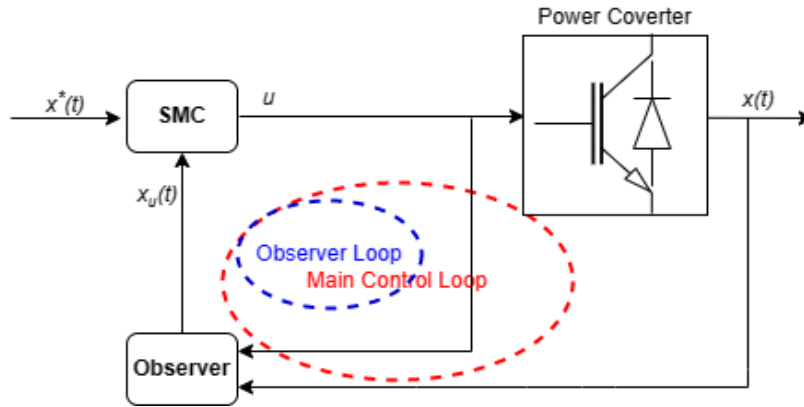 Power Coverter
x*(t)
SMC
u
x(t)
xᵤ(t)
Observer Loop
Main Control Loop
Observer